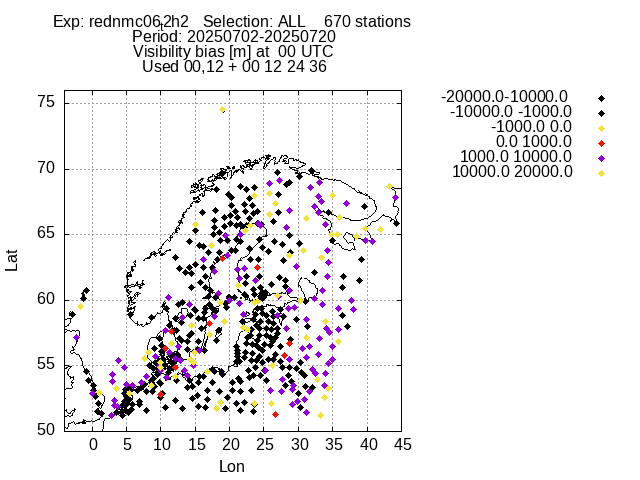 Exp: rednmc06t2h2   Selection: ALL    670 stations
Period: 20250702-20250720
Visibility bias [m] at  00 UTC
Used 00,12 + 00 12 24 36
-20000.0-10000.0
-10000.0 -1000.0
-1000.0 0.0
0.0 1000.0
1000.0 10000.0
10000.0 20000.0
75
70
65
60
55
50
Lat
0 5 10 15 20 25 30 35 40 45
Lon